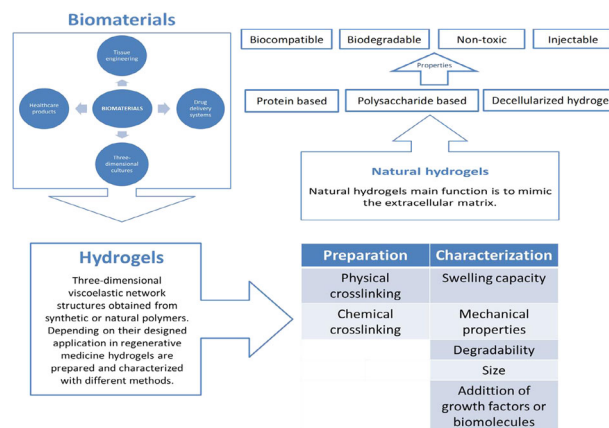 Biomaterials
Tissue
engineering
Healthcare
products
BIOMATERIALS
Drug
delivery
systems
Three-
dimensional
cultures
Biocompatible
Biodegradable
Non-toxic
Injectable
Properties
Protein based
Polysaccharide based
Decellularized hydrogel
Natural hydrogels
Natural hydrogels main function is to mimic
the extracellular matrix.
Hydrogels
Three-dimensional
viscoelastic network
structures obtained from
synthetic or natural polymers.
Depending on their designed
application in regenerative
medicine hydrogels are
prepared and characterized
with different methods.
Preparation
Characterization
Physical
crosslinking
Swelling capacity
Chemical
crosslinking
Mechanical
properties
Degradability
Size
Addittion of
growth factors or
biomolecules